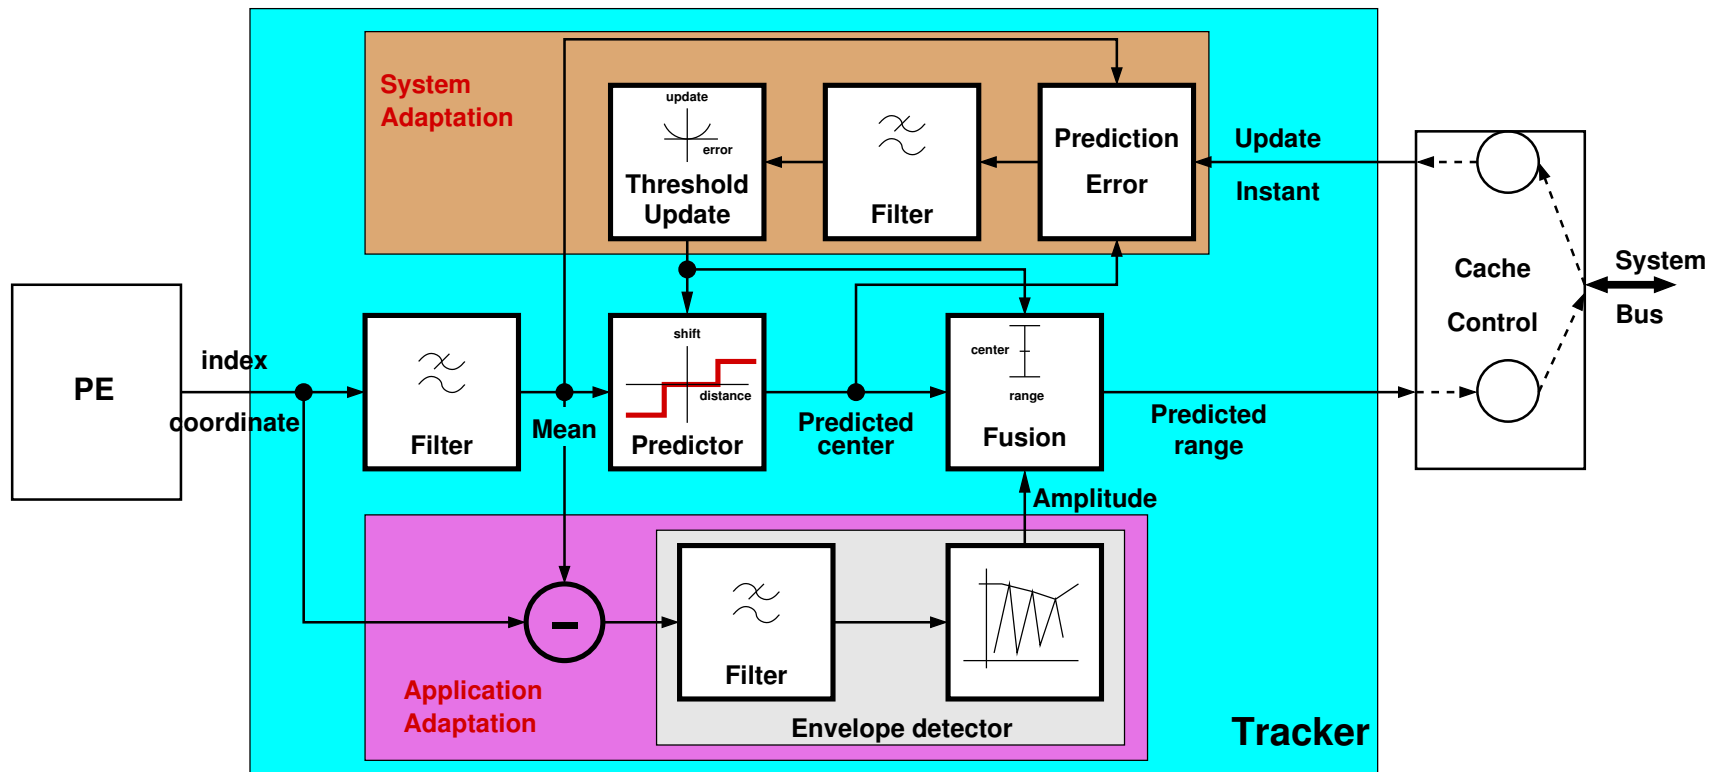 System
Adaptation
update
error
Threshold
Update
Filter
Prediction
Error
Update
Instant
Cache
Control
System
Bus
PE
index
coordinate
Filter
Mean
shift
distance
Predictor
Predicted
center
center
range
Fusion
Predicted
range
Amplitude
–
Filter
Envelope detector
Application
Adaptation
Tracker